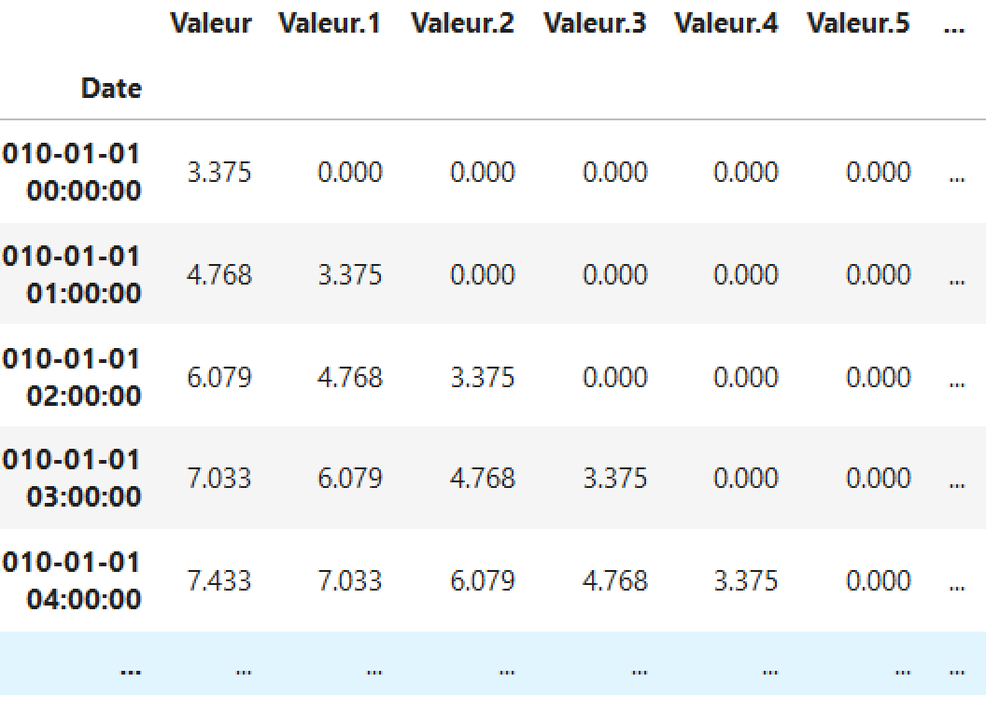 Valeur Valeur.1 Valeur.2 Valeur.3 Valeur.4 Valeur.5 ...
Date
010-01-01
00:00:00 3.375 0.000 0.000 0.000 0.000 0.000 ...
010-01-01
01:00:00 4.768 3.375 0.000 0.000 0.000 0.000 ...
010-01-01
02:00:00 6.079 4.768 3.375 0.000 0.000 0.000 ...
010-01-01
03:00:00 7.033 6.079 4.768 3.375 0.000 0.000 ...
010-01-01
04:00:00 7.433 7.033 6.079 4.768 3.375 0.000 ...
... ... ... ... ... ... ... ...